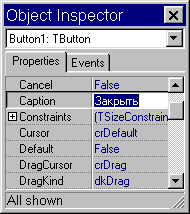 Object Inspector
Button1: TButton
Properties Events
Cancel False
Caption Закрыть
Constraints (TSizeConstrain
Cursor crDefault
Default False
DragCursor crDrag
DragKind dkDrag
All shown